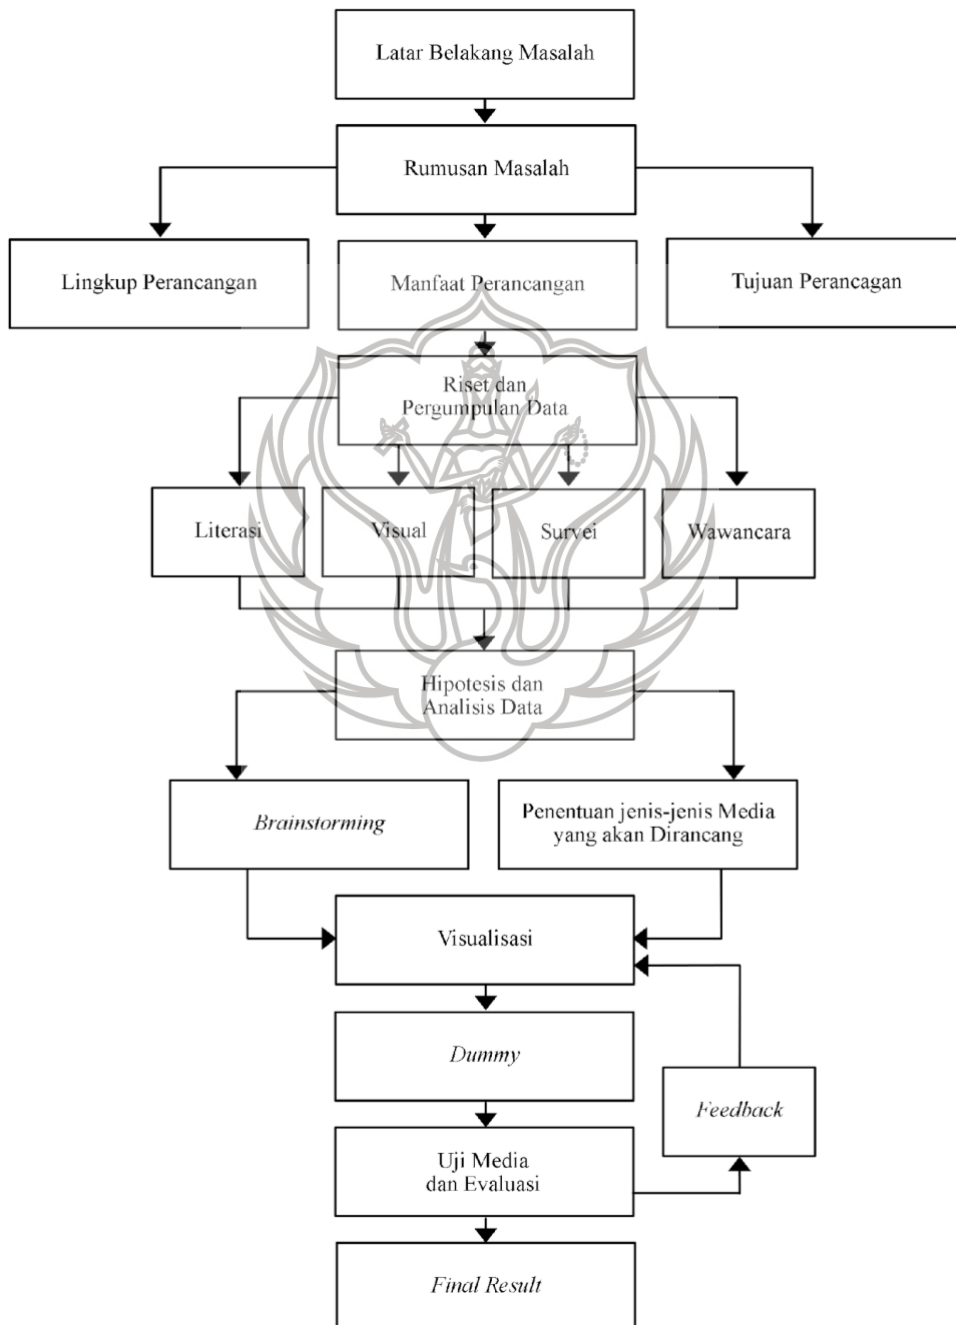 Latar Belakang Masalah
Rumusan Masalah
Lingkup Perancangan
Manfaat Perancangan
Tujuan Perancagan
Riset dan
Pergumpulan Data
Literasi
Visual
Survei
Wawancara
Hipotesis dan
Analisis Data
Brainstorming
Penentuan jenis-jenis Media
yang akan Dirancang
Visualisasi
Dummy
Feedback
Uji Media
dan Evaluasi
Final Result